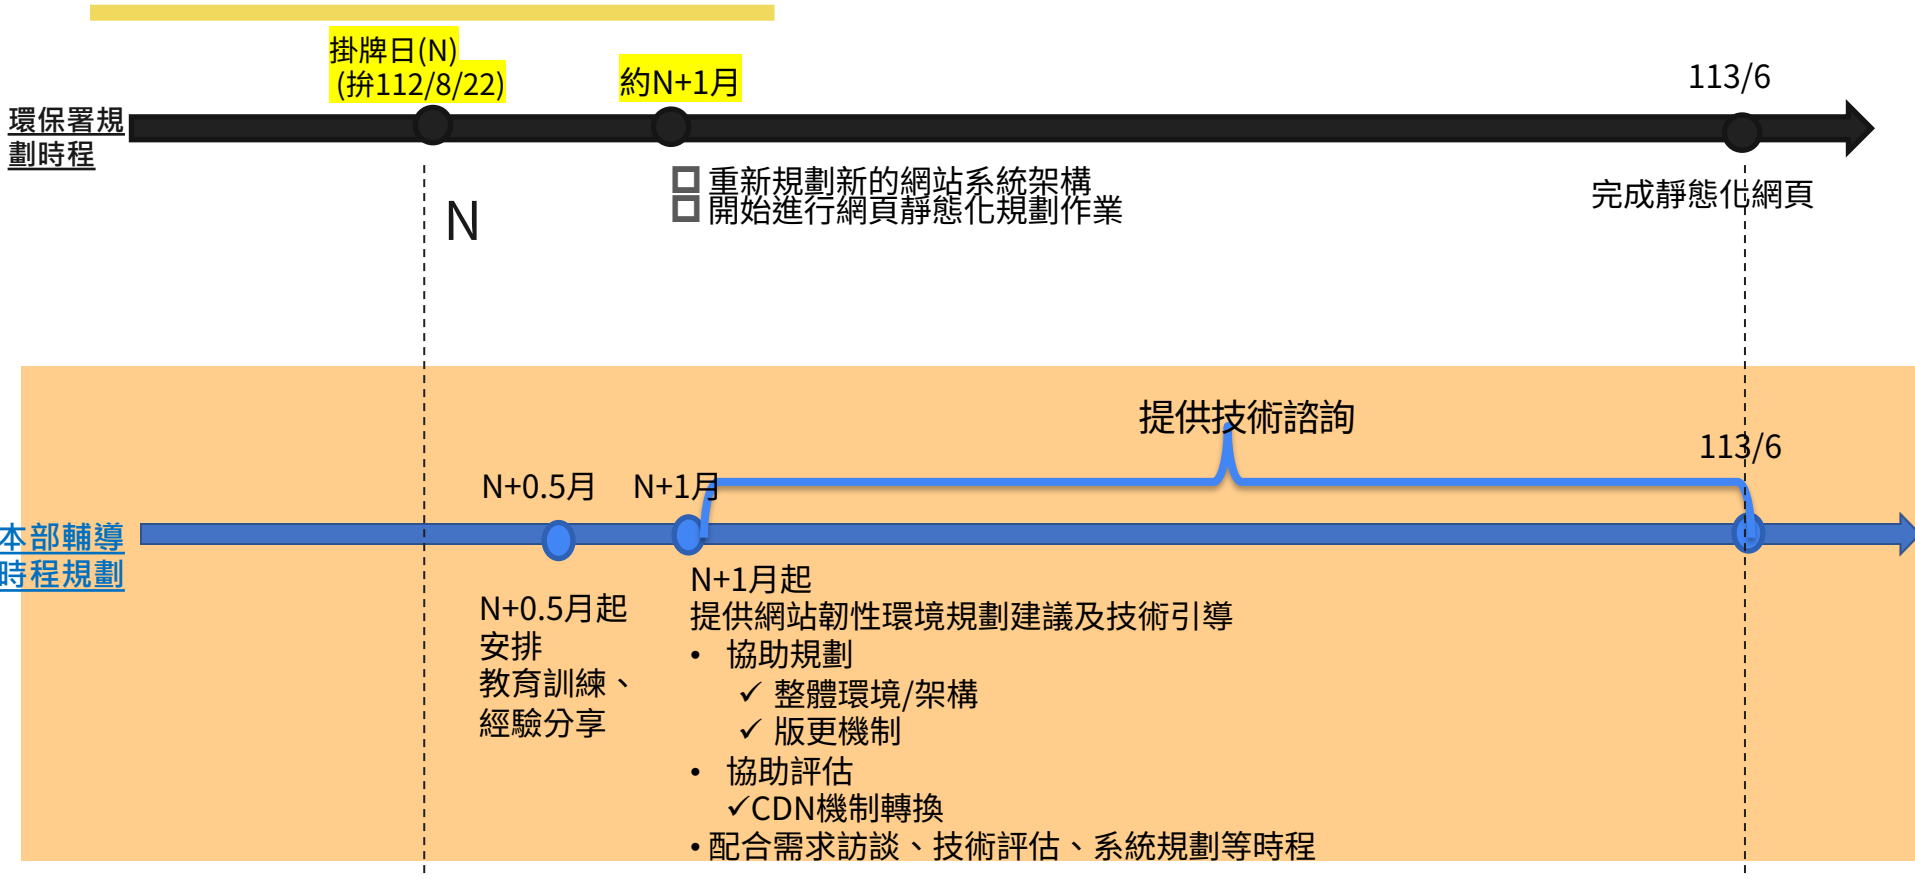 掛牌日(N)
(拚112/8/22)
約N+1月
113/6
環保署規
劃時程
N
重新規劃新的網站系統架構
開始進行網頁靜態化規劃作業
完成靜態化網頁
提供技術諮詢
113/6
N+0.5月
N+1月
本部輔導
時程規劃
N+0.5月起
安排
教育訓練、
經驗分享
N+1月起
提供網站韌性環境規劃建議及技術引導
• 協助規劃
✓ 整體環境/架構
✓ 版更機制
• 協助評估
✓CDN機制轉換
• 配合需求訪談、技術評估、系統規劃等時程